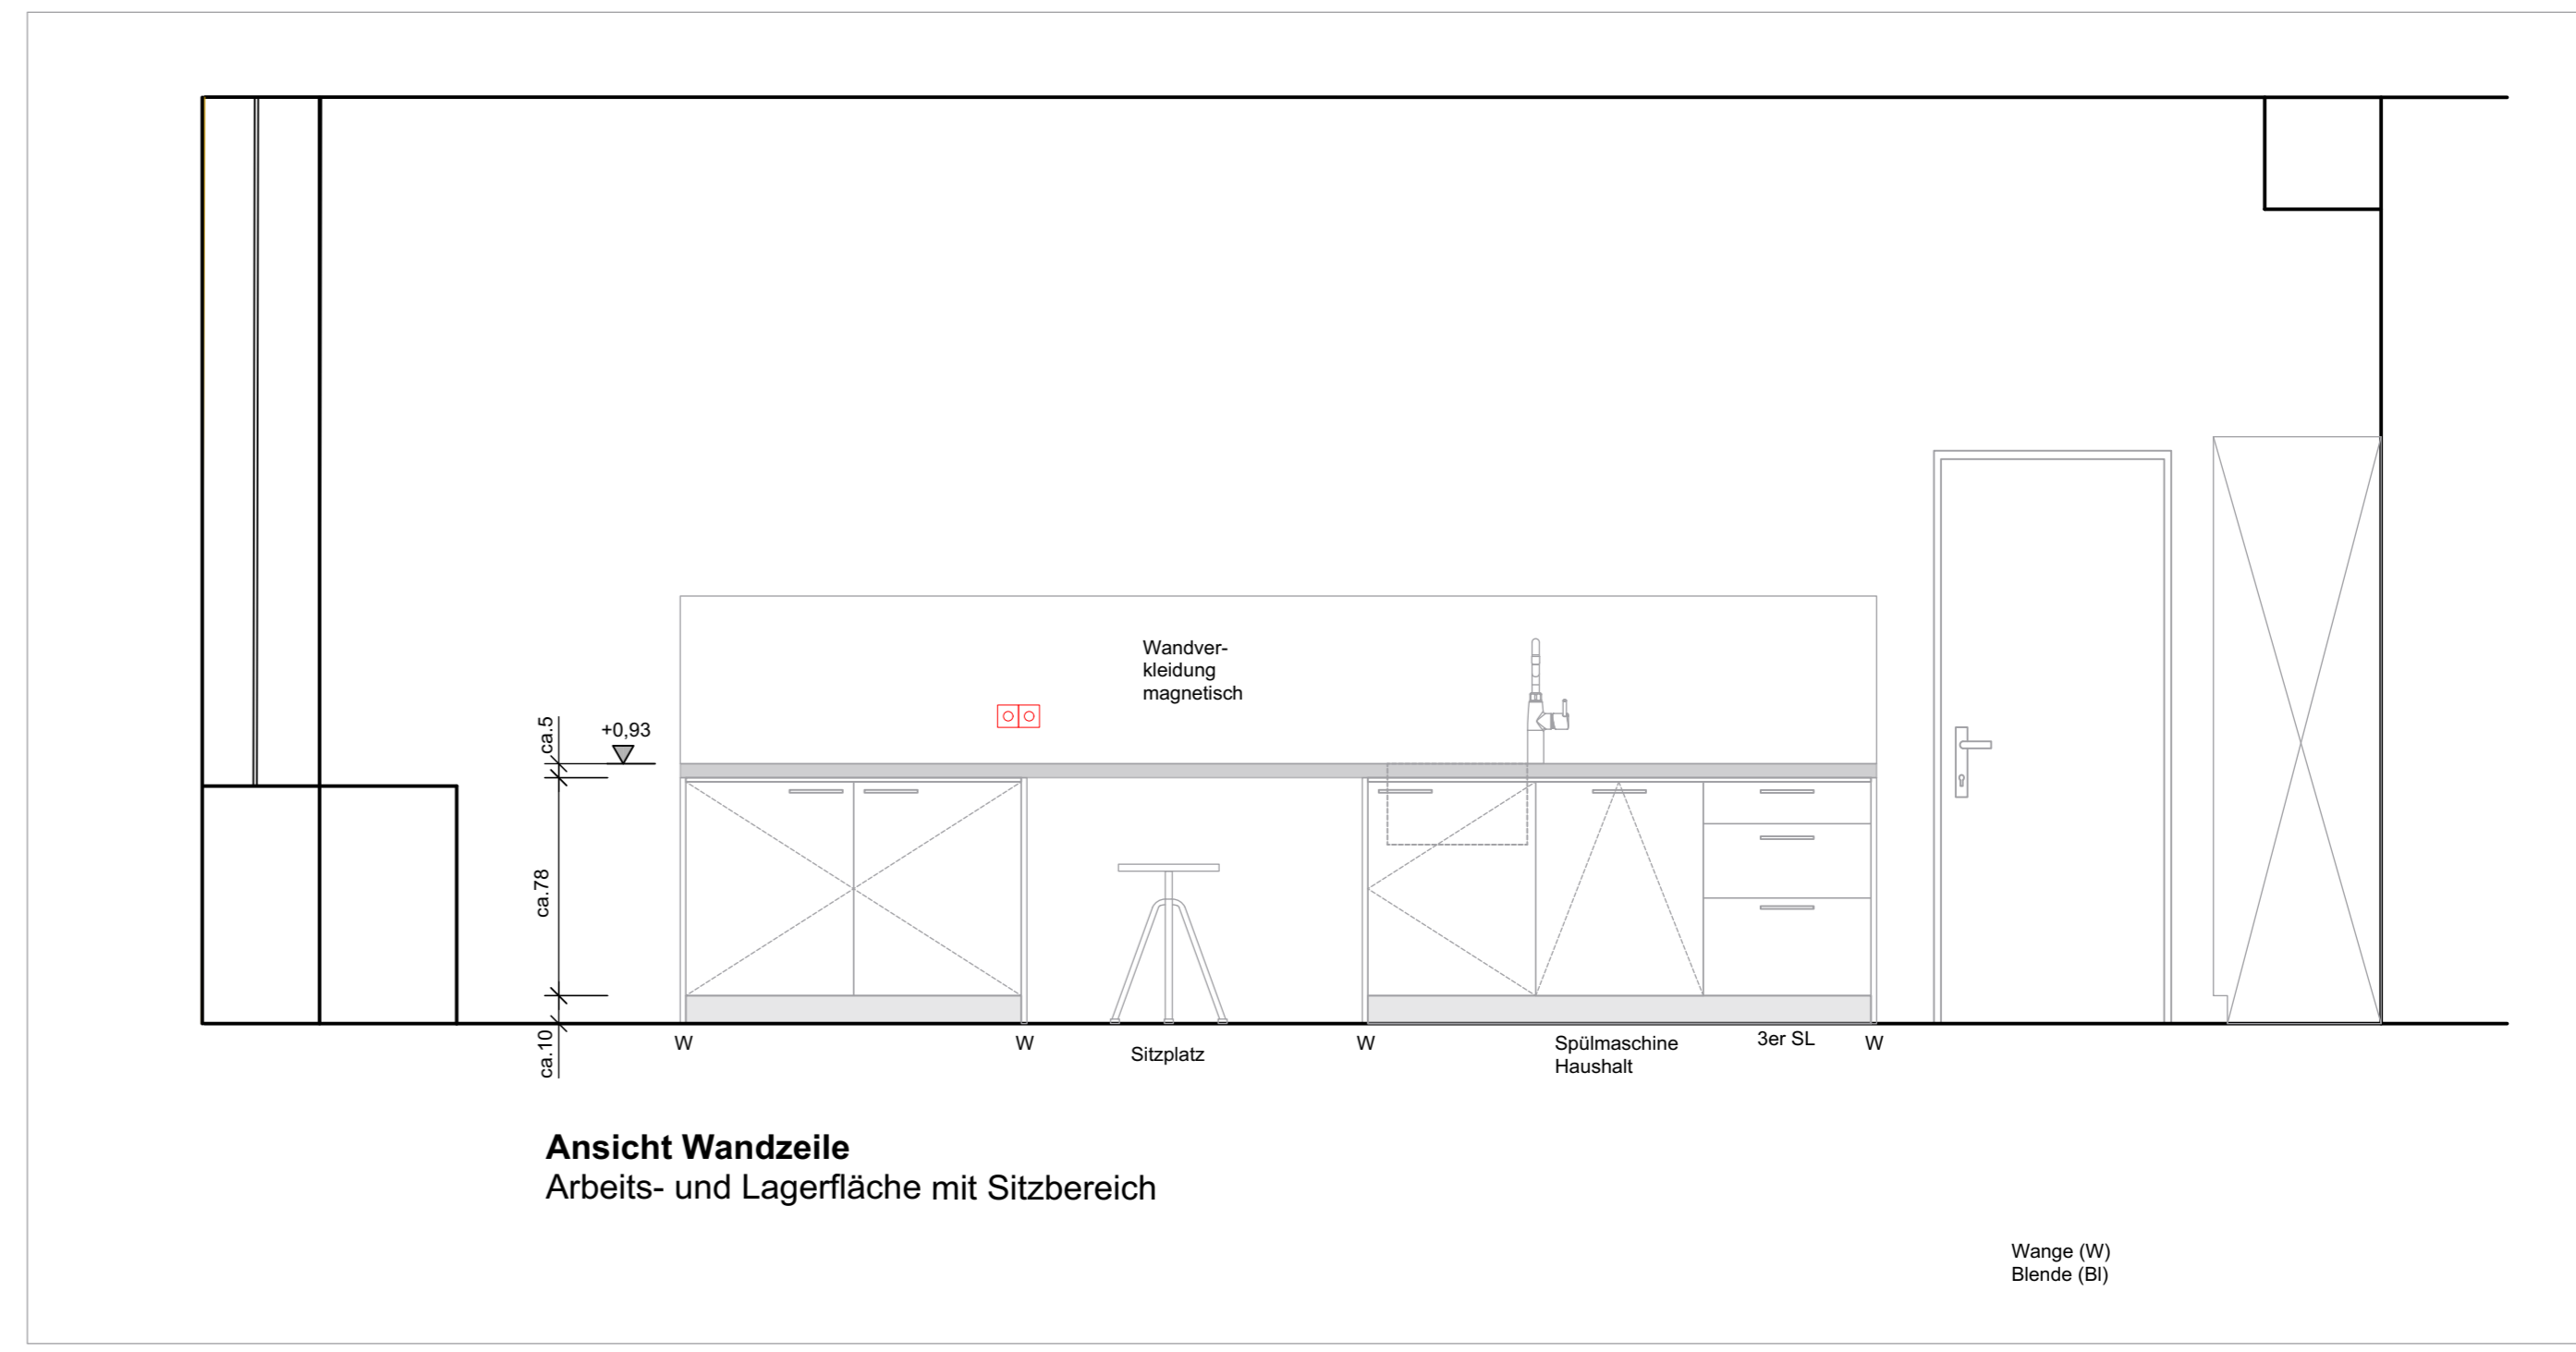 Wandver-
kleidung
magnetisch
ca.5
+0,93
ca.78
ca.10
W
W
Sitzplatz
W
Spülmaschine
Haushalt
3er SL
W
Ansicht Wandzeile
Arbeits- und Lagerfläche mit Sitzbereich
Wange (W)
Blende (Bl)